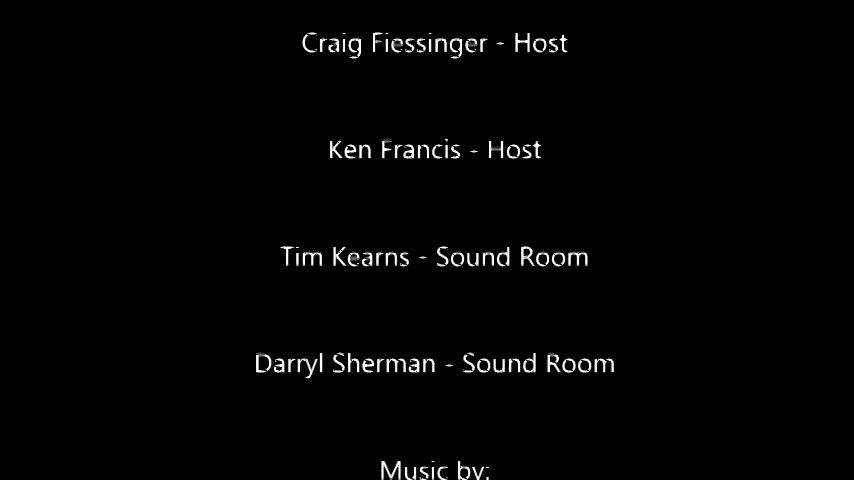 Craig Fiessinger - Host
Ken Francis - Host
Tim Kearns - Sound Room
Darryl Sherman - Sound Room
Music by: